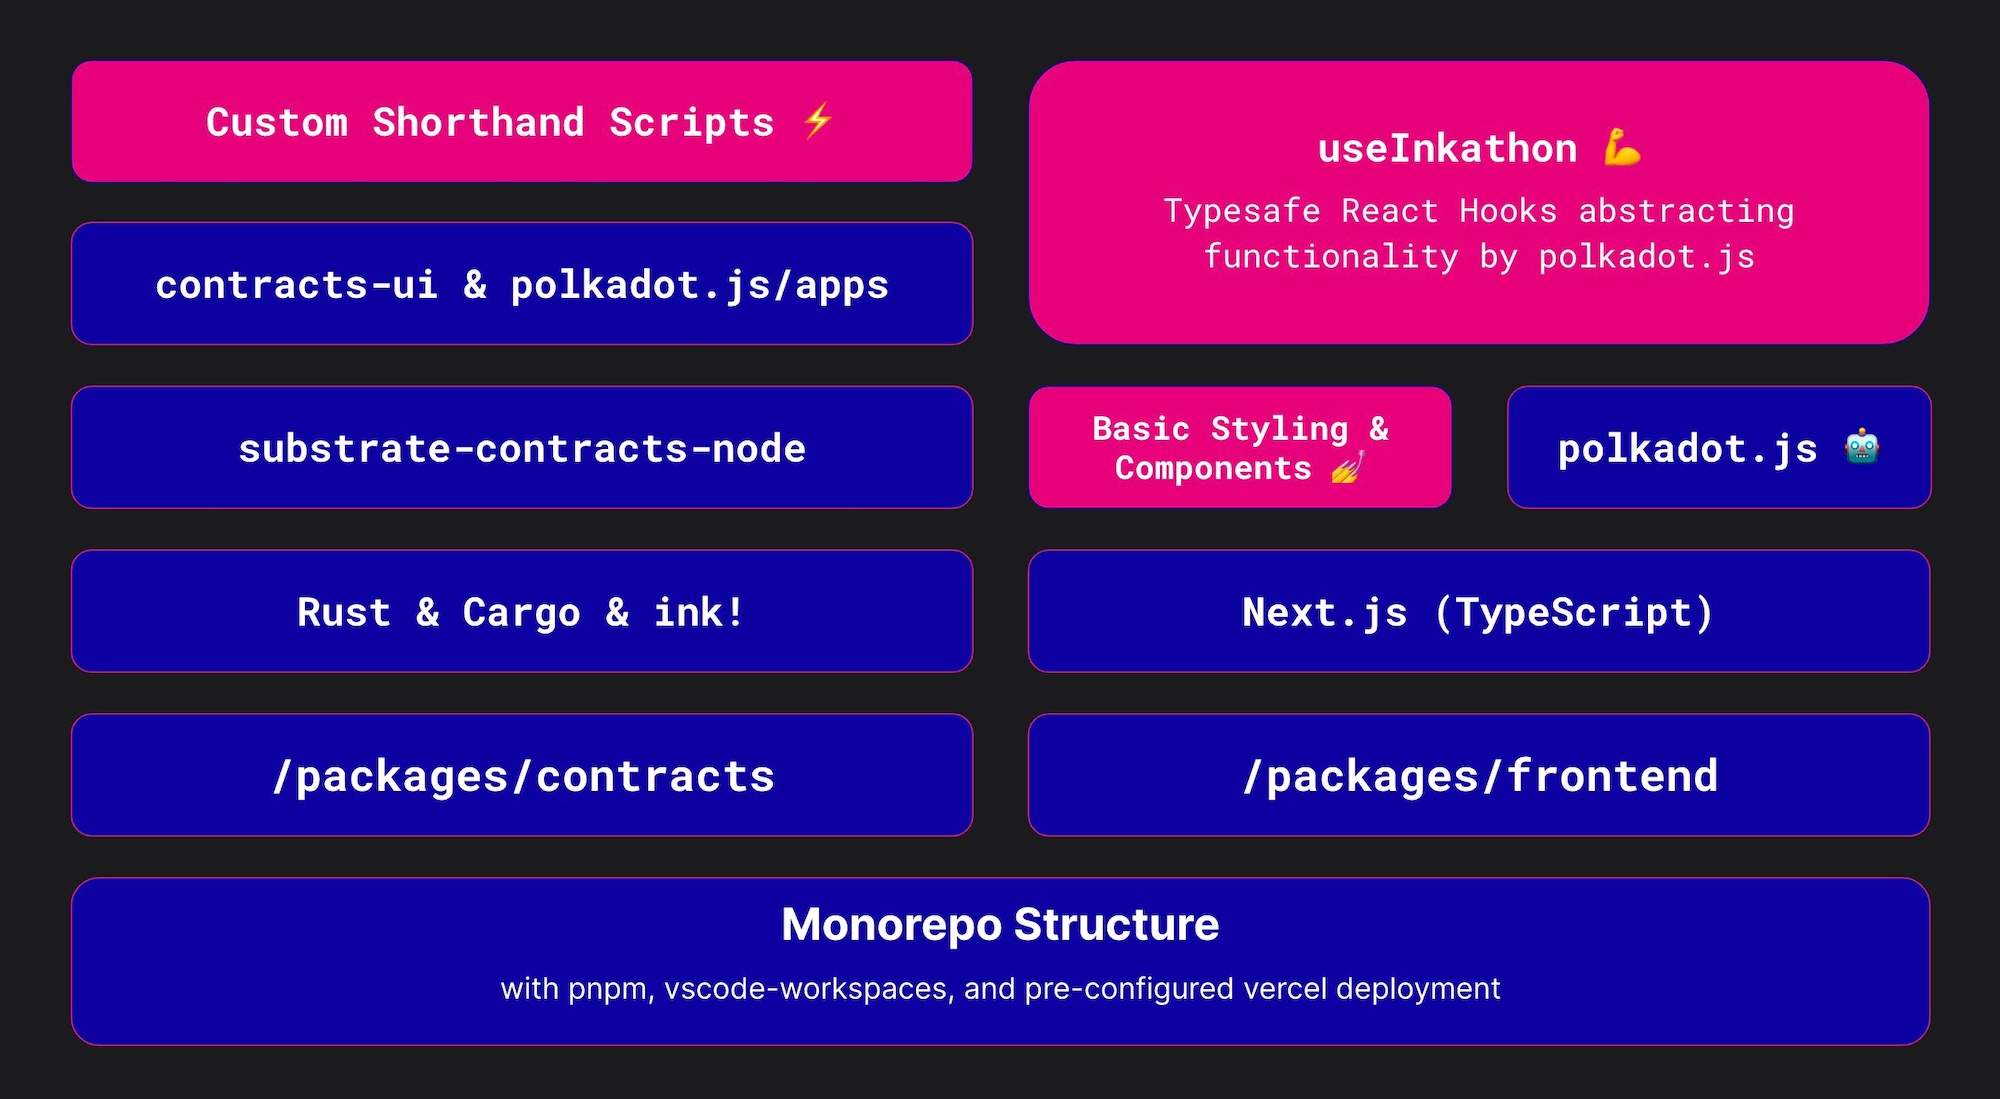 Custom Shorthand Scripts ⚡
contracts-ui & polkadot.js/apps
substrate-contracts-node
Rust & Cargo & ink!
/packages/contracts
useInkathon 💪
Typesafe React Hooks abstracting
functionality by polkadot.js
Basic Styling &
Components 💅
polkadot.js 🤖
Next.js (TypeScript)
/packages/frontend
Monorepo Structure
with pnpm, vscode-workspaces, and pre-configured vercel deployment